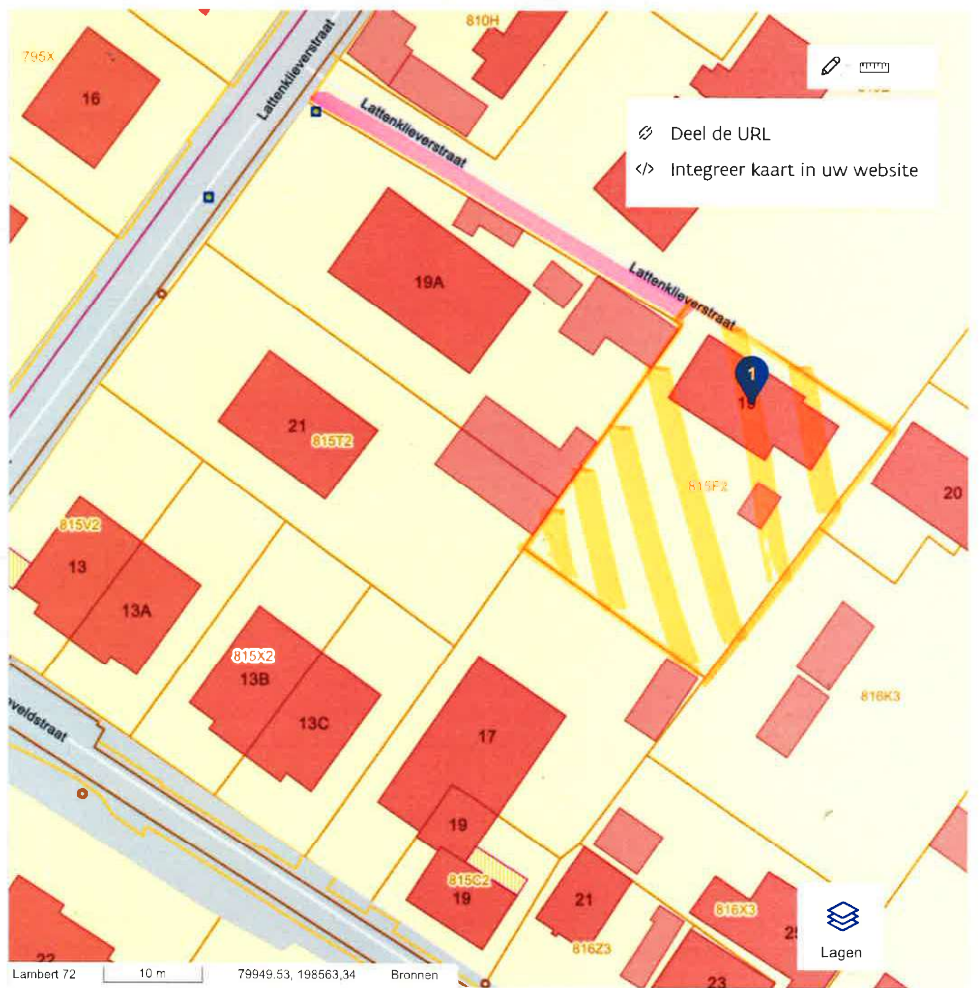 810H
795X
16
Lattenklieverstraat
Lattenklieverstraat
Deel de URL
</> Integreer kaart in uw website
19A
Lattenklieverstraat
1
21
815T2
815F2
20
815V2
13
13A
815X2
13B
13C
816K3
veldstraat
17
19
815C2
19
21
816X3
816Z3
22
23
Lagen
Lambert 72
10 m
79949.53, 198563,34
Bronnen